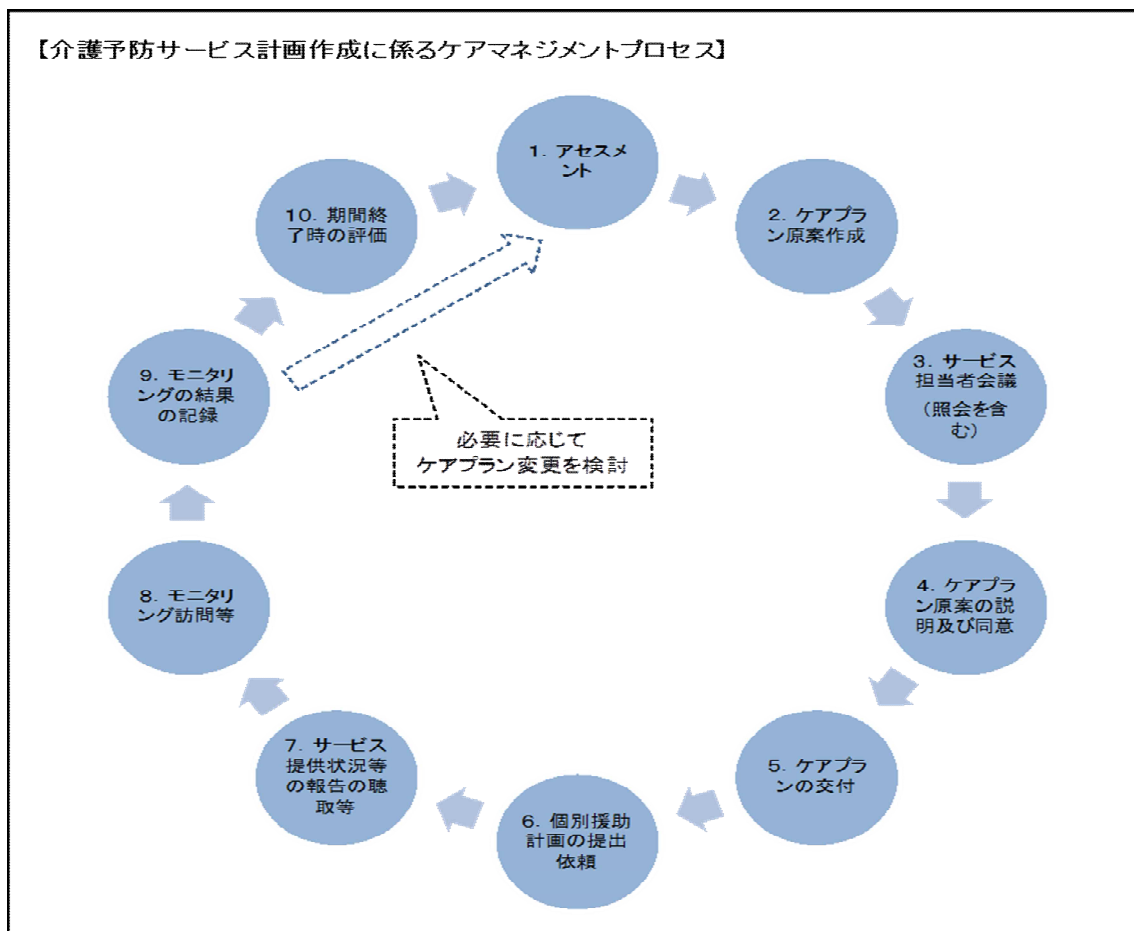 【介護予防サービス計画作成に係るケアマネジメントプロセス】
1. アセスメ
ント
2. ケアプラ
ン原案作成
3. サービス
担当者会議
(照会を含
む)
4. ケアプラ
ン原案の説
明及び同意
5. ケアプラ
ンの交付
6. 個別援助
計画の提出
依頼
7. サービス
提供状況等
の報告の聴
取等
8. モニタリ
ング訪問等
9. モニタリ
ングの結果
の記録
10. 期間終
了時の評価
必要に応じて
ケアプラン変更を検討